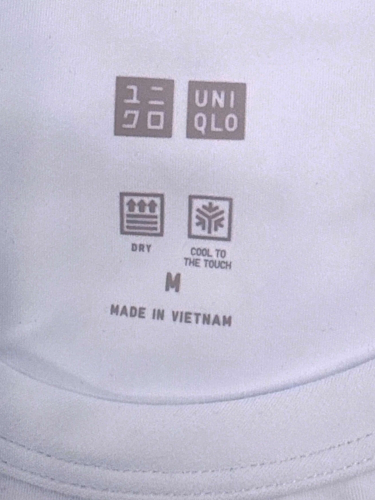 ユニ
クロ
UNI
QLO
DRY
COOL TO
THE TOUCH
M
MADE IN VIETNAM